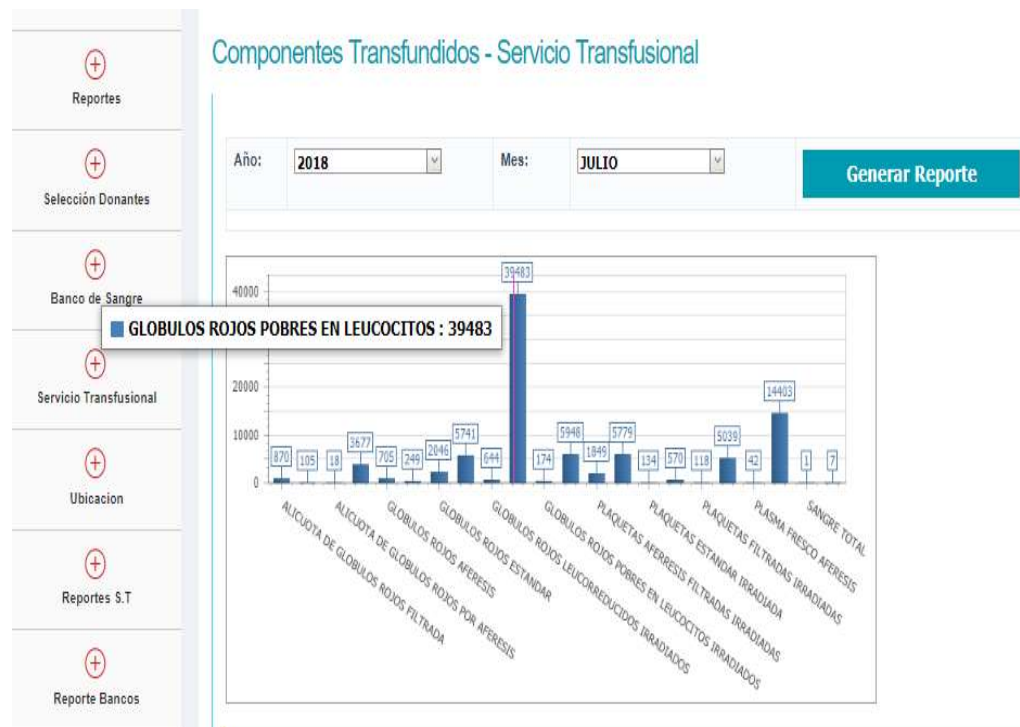 Componentes Transfundidos - Servicio Transfusional
Reportes
Selección Donantes
Banco de Sangre
Servicio Transfusional
Ubicacion
Reportes S.T
Reporte Bancos
Año:
2018
Mes:
JULIO
Generar Reporte
GLOBULOS ROJOS POBRES EN LEUCOCITOS : 39483
40000
20000
10000
0
870
105
18
3677
705
249
2046
5741
644
39483
174
5948
1849
5779
134
570
118
5039
42
14403
1
7
ALICUOTA DE GLOBULOS ROJOS FILTRADA
ALICUOTA DE GLOBULOS ROJOS POR AFERESIS
GLOBULOS ROJOS AFERESIS
GLOBULOS ROJOS ESTANDAR
GLOBULOS ROJOS LEUCORREDUCIDOS IRRADIADOS
GLOBULOS ROJOS POBRES EN LEUCOCITOS IRRADIADOS
PLAQUETAS AFERRESIS FILTRADAS IRRADIADAS
PLAQUETAS ESTANDAR IRRADIADA
PLAQUETAS FILTRADAS IRRADIADAS
PLASMA FRESCO AFERESIS
SANGRE TOTAL